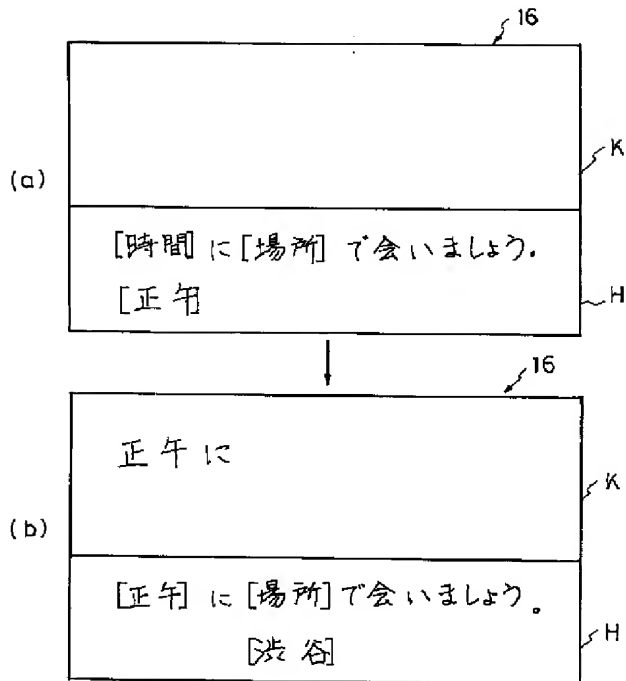 16
K
(a)
[時間]に[場所]で会いましょう.
[正午]
H
16
正午に
K
(b)
[正午]に[場所]で会いましょう。
[渋谷]
H